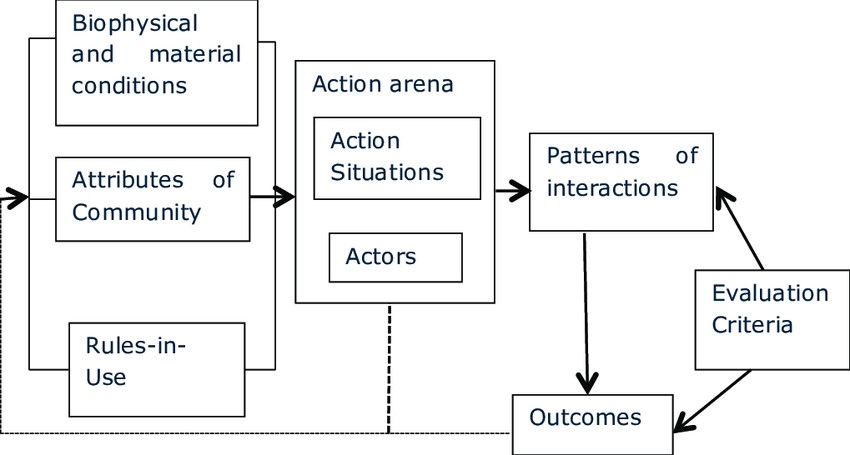 Biophysical
and material
conditions
Attributes of
Community
Rules-in-
Use
Action arena
Action
Situations
Actors
Patterns of
interactions
Evaluation
Criteria
Outcomes